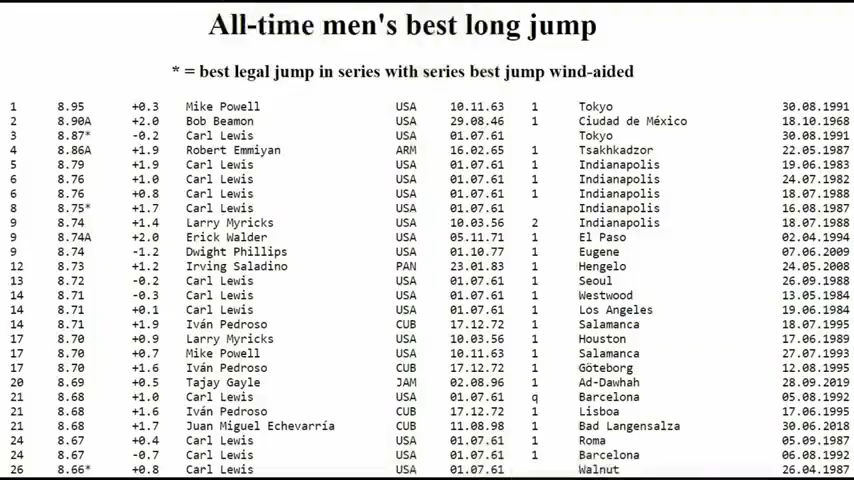 All-time men's best long jump
* = best legal jump in series with series best jump wind-aided
1 8.95 +0.3 Mike Powell USA 10.11.63 1 Tokyo 30.08.1991
2 8.90A +2.0 Bob Beamon USA 29.08.46 1 Ciudad de México 18.10.1968
3 8.87* -0.2 Carl Lewis USA 01.07.61 Tokyo 30.08.1991
4 8.86A +1.9 Robert Emmiyan ARM 16.02.65 1 Tsakhkadzor 22.05.1987
5 8.79 +1.9 Carl Lewis USA 01.07.61 1 Indianapolis 19.06.1983
6 8.76 +1.0 Carl Lewis USA 01.07.61 1 Indianapolis 24.07.1982
6 8.76 +0.8 Carl Lewis USA 01.07.61 1 Indianapolis 18.07.1988
8 8.75* +1.7 Carl Lewis USA 01.07.61 Indianapolis 16.08.1987
9 8.74 +1.4 Larry Myricks USA 10.03.56 2 Indianapolis 18.07.1988
9 8.74A +2.0 Erick Walder USA 05.11.71 1 El Paso 02.04.1994
9 8.74 -1.2 Dwight Phillips USA 01.10.77 1 Eugene 07.06.2009
12 8.73 +1.2 Irving Saladino PAN 23.01.83 1 Hengelo 24.05.2008
13 8.72 -0.2 Carl Lewis USA 01.07.61 1 Seoul 26.09.1988
14 8.71 -0.3 Carl Lewis USA 01.07.61 1 Westwood 13.05.1984
14 8.71 +0.1 Carl Lewis USA 01.07.61 1 Los Angeles 19.06.1984
14 8.71 +1.9 Iván Pedroso CUB 17.12.72 1 Salamanca 18.07.1995
17 8.70 +0.9 Larry Myricks USA 10.03.56 1 Houston 17.06.1989
17 8.70 +0.7 Mike Powell USA 10.11.63 1 Salamanca 27.07.1993
17 8.70 +1.6 Iván Pedroso CUB 17.12.72 1 Göteborg 12.08.1995
20 8.69 +0.5 Tajay Gayle JAM 02.08.96 1 Ad-Dawhah 28.09.2019
21 8.68 +1.0 Carl Lewis USA 01.07.61 q Barcelona 05.08.1992
21 8.68 +1.6 Iván Pedroso CUB 17.12.72 1 Lisboa 17.06.1995
21 8.68 +1.7 Juan Miguel Echevarría CUB 11.08.98 1 Bad Langensalza 30.06.2018
24 8.67 +0.4 Carl Lewis USA 01.07.61 1 Roma 05.09.1987
24 8.67 -0.7 Carl Lewis USA 01.07.61 1 Barcelona 06.08.1992
26 8.66* +0.8 Carl Lewis USA 01.07.61 Walnut 26.04.1987